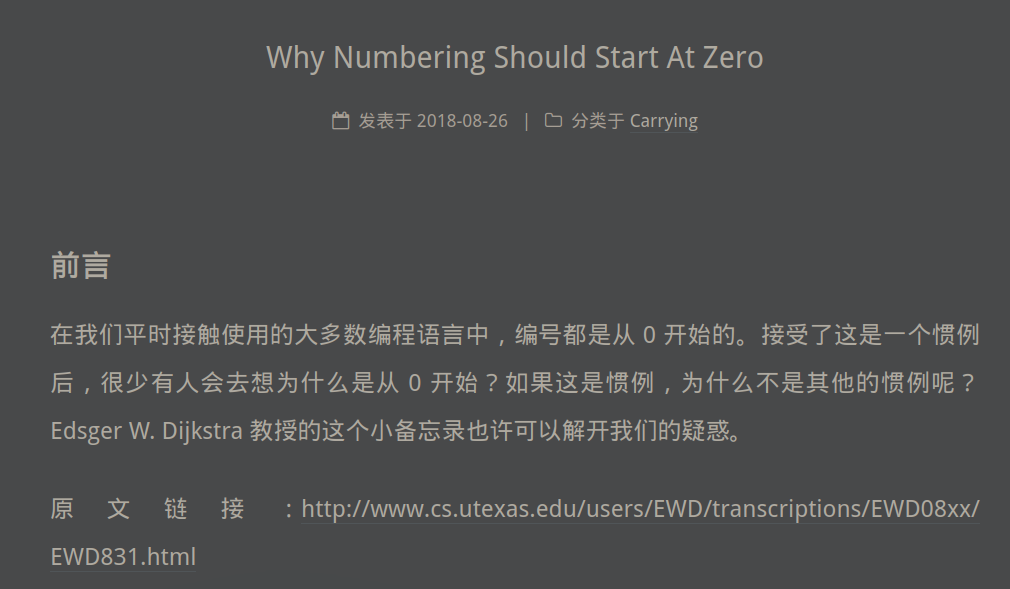 Why Numbering Should Start At Zero
发表于 2018-08-26 | 分类于 Carrying
前言
在我们平时接触使用的大多数编程语言中，编号都是从 0 开始的。接受了这是一个惯例
后，很少有人会去想为什么是从 0 开始？如果这是惯例，为什么不是其他的惯例呢？
Edsger W. Dijkstra 教授的这个小备忘录也许可以解开我们的疑惑。
原文链接：http://www.cs.utexas.edu/users/EWD/transcriptions/EWD08xx/
EWD831.html